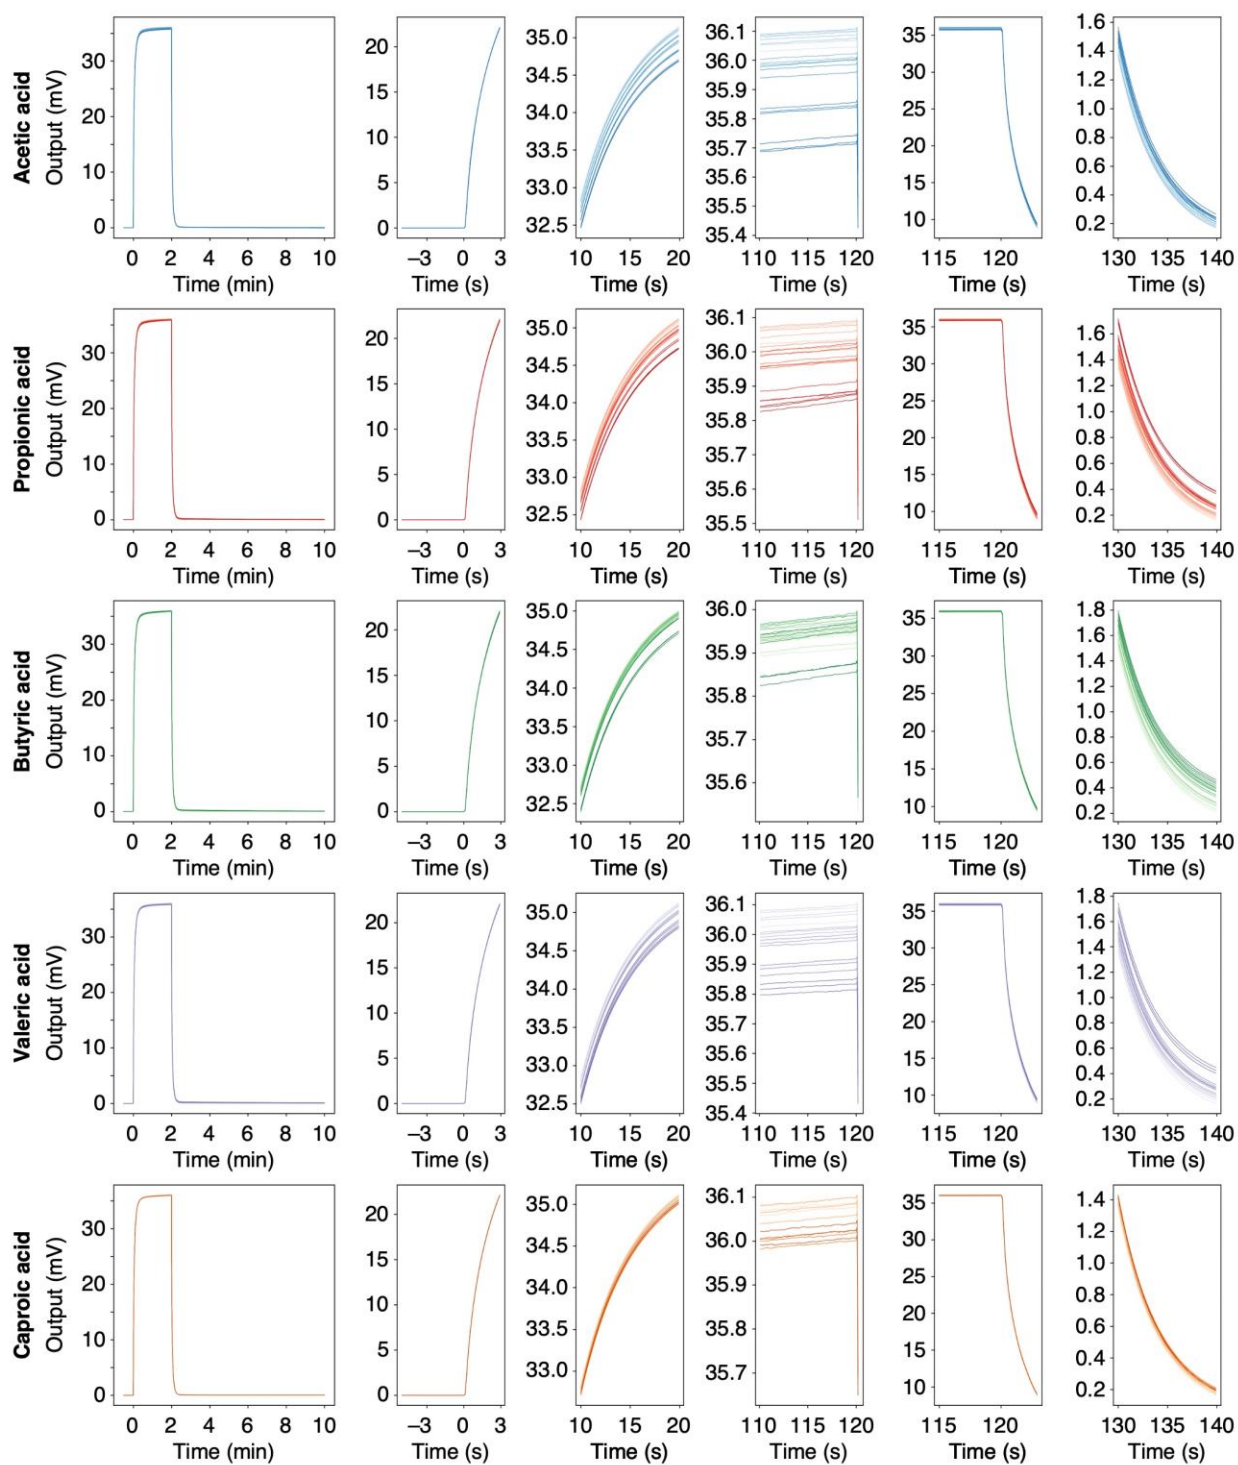 Acetic acid
Output (mV)
30
20
10
0
0 2 4 6 8 10
Time (min)
20
15
10
5
0
–3 0 3
Time (s)
35.0
34.5
34.0
33.5
33.0
32.5
10 15 20
Time (s)
36.1
36.0
35.9
35.8
35.7
35.6
35.5
35.4
110 115 120
Time (s)
35
30
25
20
15
10
115 120
Time (s)
1.6
1.4
1.2
1.0
0.8
0.6
0.4
0.2
130 135 140
Time (s)
Propionic acid
Output (mV)
30
20
10
0
0 2 4 6 8 10
Time (min)
20
15
10
5
0
–3 0 3
Time (s)
35.0
34.5
34.0
33.5
33.0
32.5
10 15 20
Time (s)
36.1
36.0
35.9
35.8
35.7
35.6
35.5
110 115 120
Time (s)
35
30
25
20
15
10
115 120
Time (s)
1.6
1.4
1.2
1.0
0.8
0.6
0.4
0.2
130 135 140
Time (s)
Butyric acid
Output (mV)
30
20
10
0
0 2 4 6 8 10
Time (min)
20
15
10
5
0
–3 0 3
Time (s)
35.0
34.5
34.0
33.5
33.0
32.5
10 15 20
Time (s)
36.0
35.9
35.8
35.7
35.6
110 115 120
Time (s)
35
30
25
20
15
10
115 120
Time (s)
1.8
1.6
1.4
1.2
1.0
0.8
0.6
0.4
0.2
130 135 140
Time (s)
Valeric acid
Output (mV)
30
20
10
0
0 2 4 6 8 10
Time (min)
20
15
10
5
0
–3 0 3
Time (s)
35.0
34.5
34.0
33.5
33.0
32.5
10 15 20
Time (s)
36.1
36.0
35.9
35.8
35.7
35.6
35.5
35.4
110 115 120
Time (s)
35
30
25
20
15
10
115 120
Time (s)
1.8
1.6
1.4
1.2
1.0
0.8
0.6
0.4
0.2
130 135 140
Time (s)
Caproic acid
Output (mV)
30
20
10
0
0 2 4 6 8 10
Time (min)
20
15
10
5
0
–3 0 3
Time (s)
35.0
34.5
34.0
33.5
33.0
10 15 20
Time (s)
36.1
36.0
35.9
35.8
35.7
110 115 120
Time (s)
35
30
25
20
15
10
115 120
Time (s)
1.4
1.2
1.0
0.8
0.6
0.4
0.2
130 135 140
Time (s)